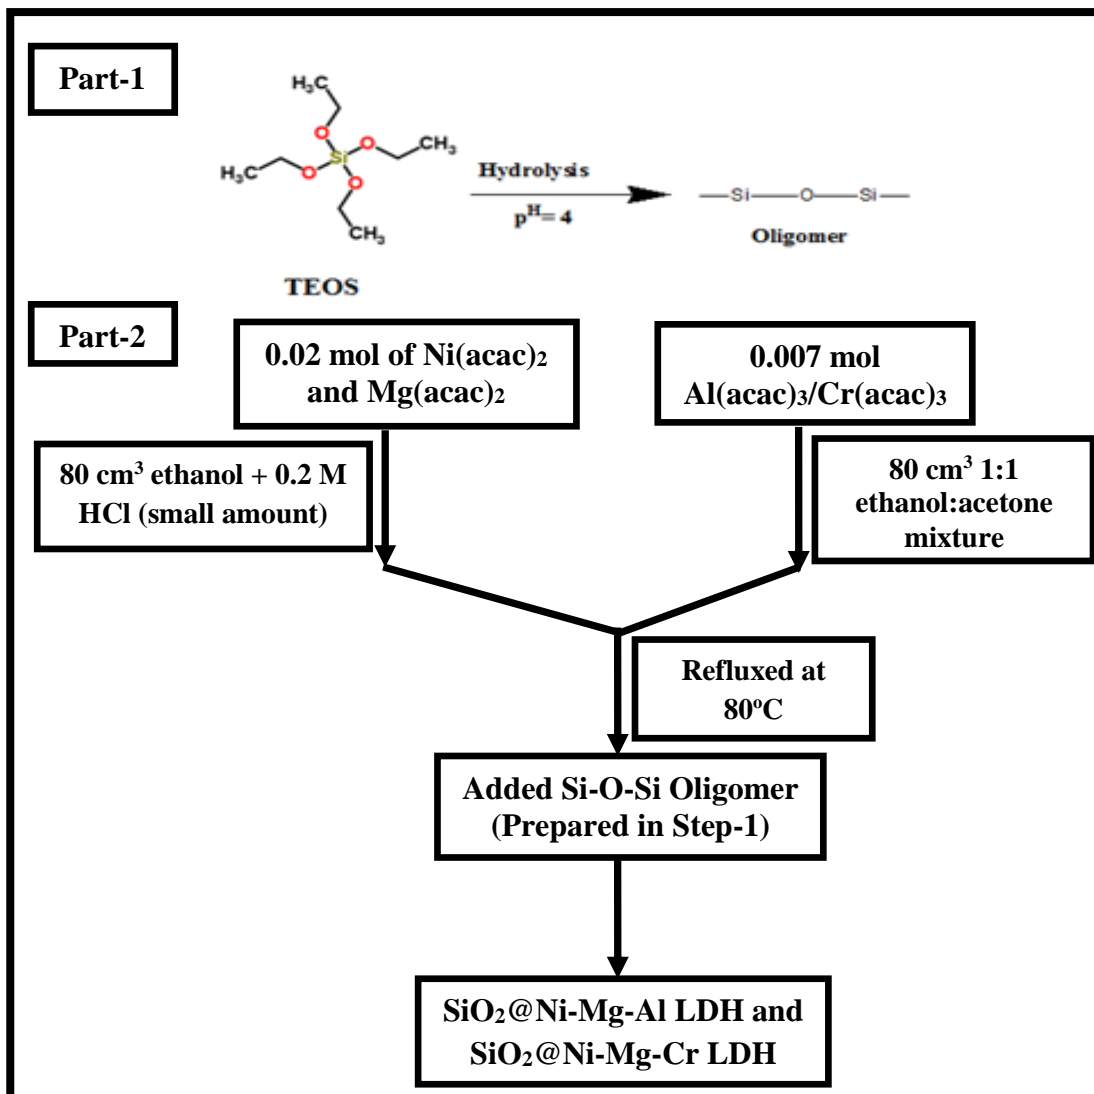 Part-1
H₃C
O
O
CH₃
Si
H₃C
O
O
CH₃
TEOS
Hydrolysis
pᴴ= 4
Si
O
Si
Oligomer
Part-2
0.02 mol of Ni(acac)₂
and Mg(acac)₂
0.007 mol
Al(acac)₃/Cr(acac)₃
80 cm³ ethanol + 0.2 M
HCl (small amount)
80 cm³ 1:1
ethanol:acetone
mixture
Refluxed at
80ºC
Added Si-O-Si Oligomer
(Prepared in Step-1)
SiO₂@Ni-Mg-Al LDH and
SiO₂@Ni-Mg-Cr LDH